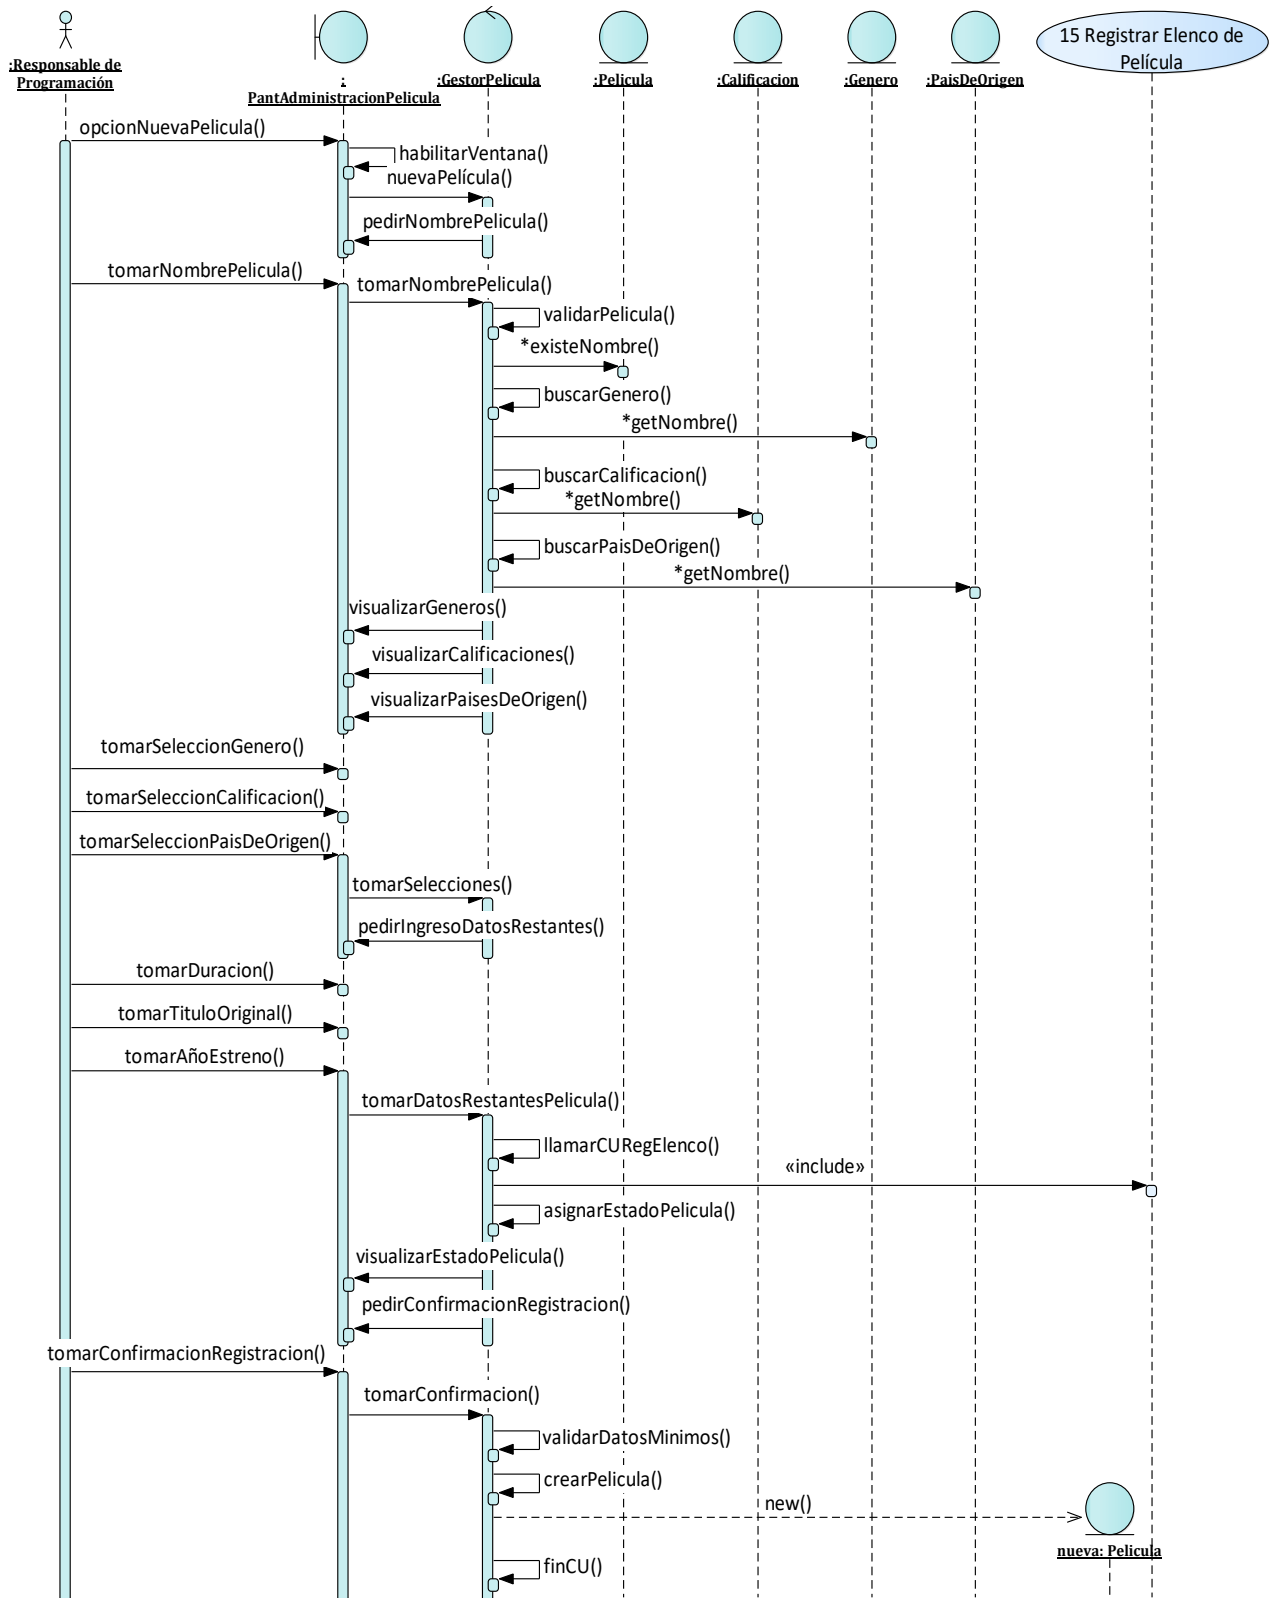 :Responsable de
Programación
:
PantAdministracionPelicula
:GestorPelicula
:Pelicula
:Calificacion
:Genero
:PaisDeOrigen
15 Registrar Elenco de
Película
opcionNuevaPelicula()
habilitarVentana()
nuevaPelícula()
pedirNombrePelicula()
tomarNombrePelicula()
tomarNombrePelicula()
validarPelicula()
*existeNombre()
buscarGenero()
*getNombre()
buscarCalificacion()
*getNombre()
buscarPaisDeOrigen()
*getNombre()
visualizarGeneros()
visualizarCalificaciones()
visualizarPaisesDeOrigen()
tomarSeleccionGenero()
tomarSeleccionCalificacion()
tomarSeleccionPaisDeOrigen()
tomarSelecciones()
pedirIngresoDatosRestantes()
tomarDuracion()
tomarTituloOriginal()
tomarAñoEstreno()
tomarDatosRestantesPelicula()
llamarCURegElenco()
«include»
asignarEstadoPelicula()
visualizarEstadoPelicula()
pedirConfirmacionRegistracion()
tomarConfirmacionRegistracion()
tomarConfirmacion()
validarDatosMinimos()
crearPelicula()
new()
nueva: Pelicula
finCU()